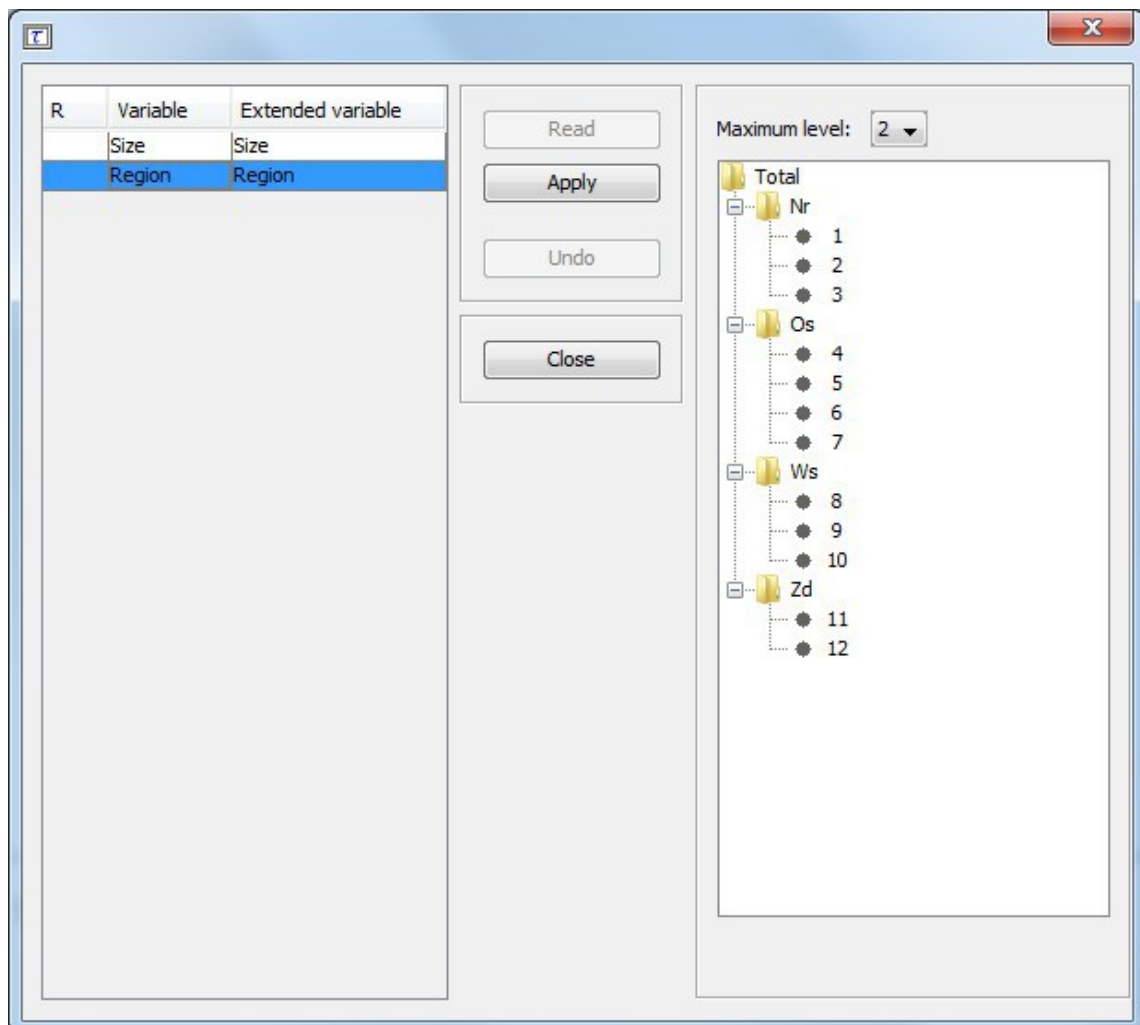 τ
X
R Variable Extended variable
Size Size
Region Region
Read
Apply
Undo
Close
Maximum level: 2
Total
Nr
1
2
3
Os
4
5
6
7
Ws
8
9
10
Zd
11
12